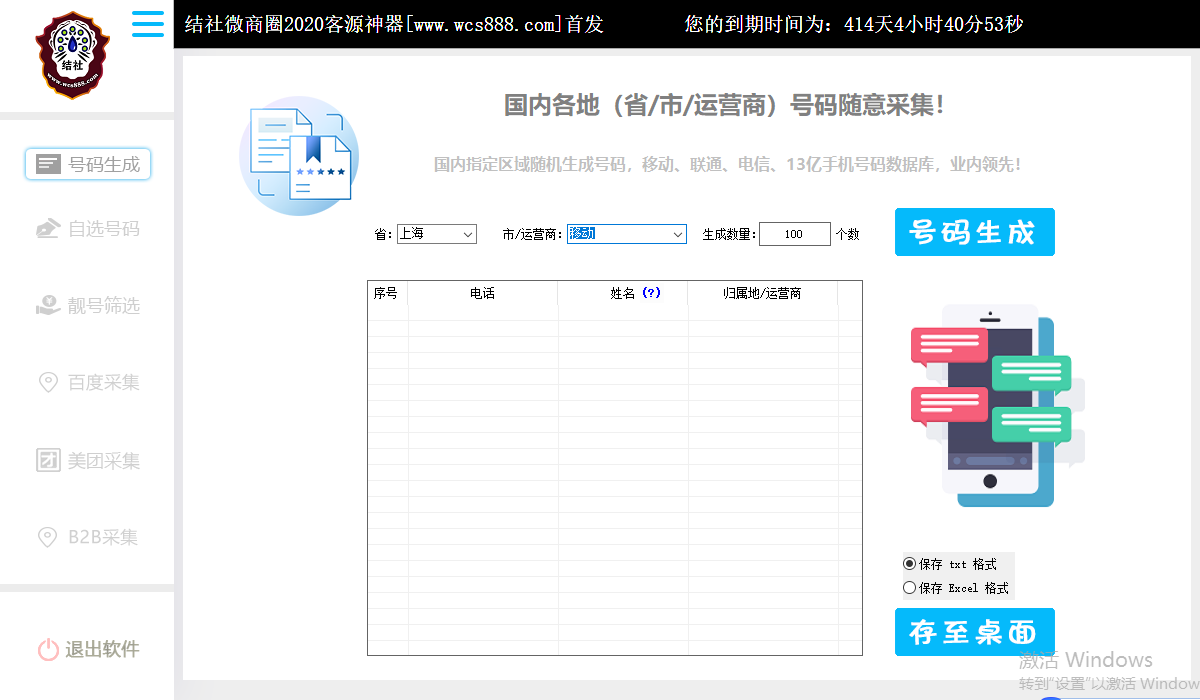 结社微商圈2020客源神器[www.wcs888.com]首发
您的到期时间为：414天4小时40分53秒
结社
www.wcs888.com
号码生成
自选号码
靓号筛选
百度采集
美团采集
B2B采集
退出软件
国内各地（省/市/运营商）号码随意采集！
国内指定区域随机生成号码，移动、联通、电信、13亿手机号码数据库，业内领先！
省： 上海 市/运营商： 移动 生成数量： 100 个数
号码生成
序号 电话 姓名（?） 归属地/运营商
保存 txt 格式
保存 Excel 格式
存至桌面
激活 Windows
转到"设置"以激活 Window